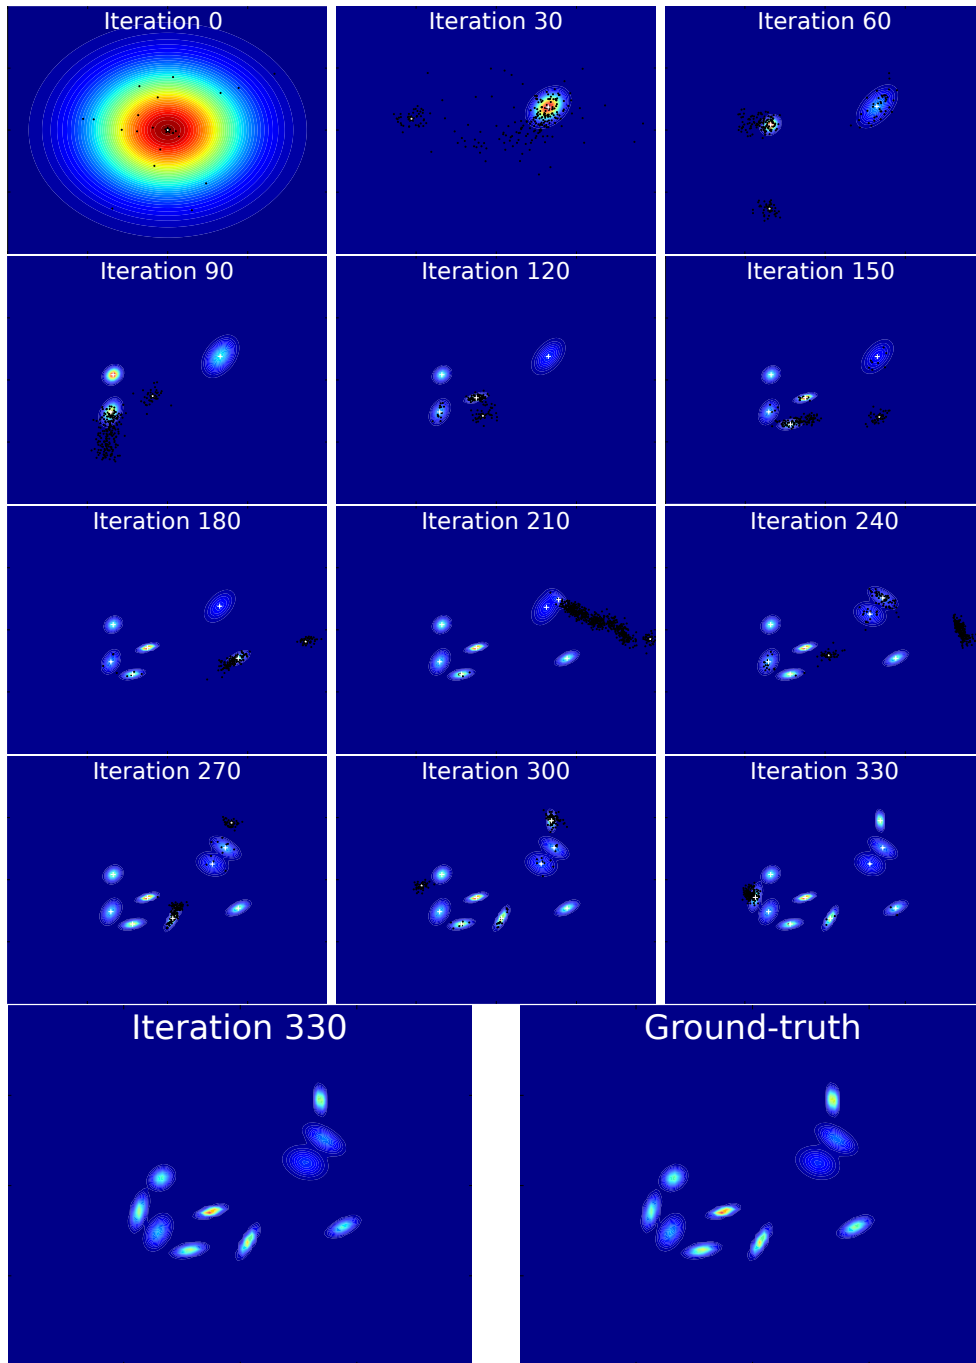 Iteration 0
Iteration 30
Iteration 60
Iteration 90
Iteration 120
Iteration 150
Iteration 180
Iteration 210
Iteration 240
Iteration 270
Iteration 300
Iteration 330
Iteration 330
Ground-truth